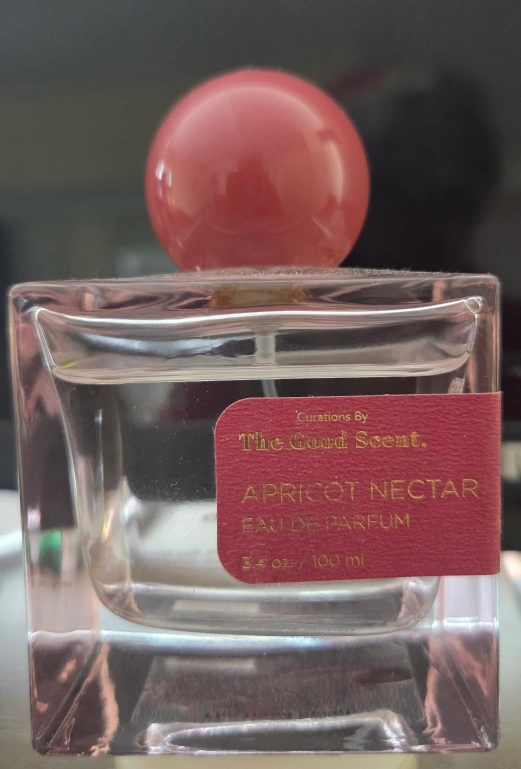 Curations By
The Good Scent.
APRICOT NECTAR
EAU DE PARFUM
3.4 oz. / 100 ml